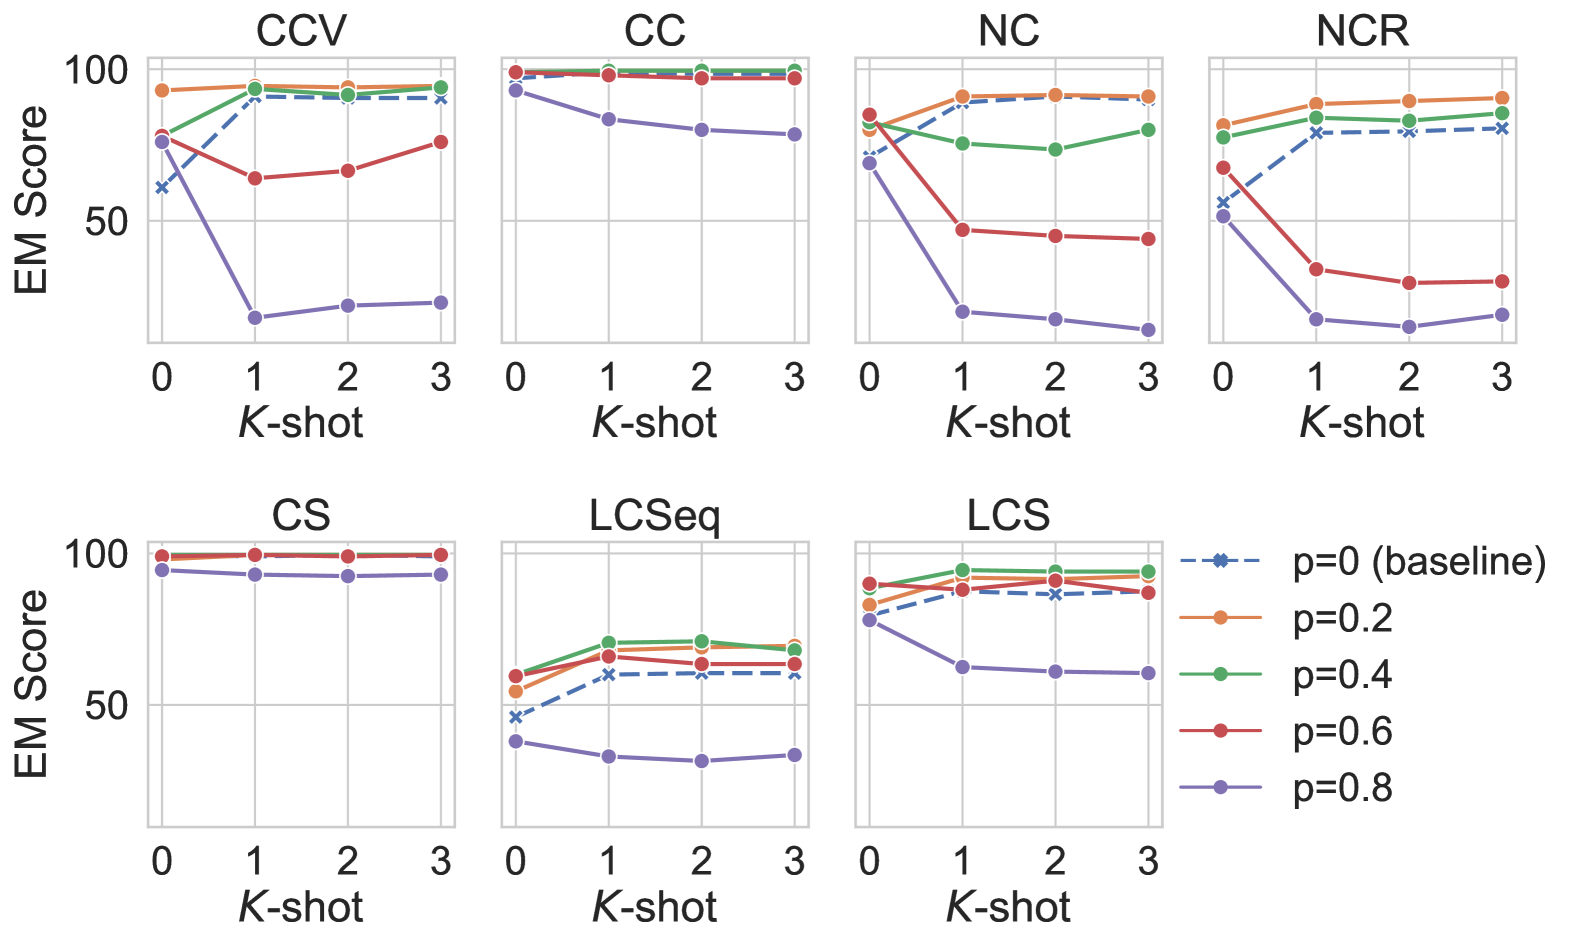 CCV CC NC NCR
100
50
EM Score
0 1 2 3 0 1 2 3 0 1 2 3 0 1 2 3
K-shot K-shot K-shot K-shot
CS LCSeq LCS
100
50
EM Score
0 1 2 3 0 1 2 3 0 1 2 3
K-shot K-shot K-shot
p=0 (baseline)
p=0.2
p=0.4
p=0.6
p=0.8